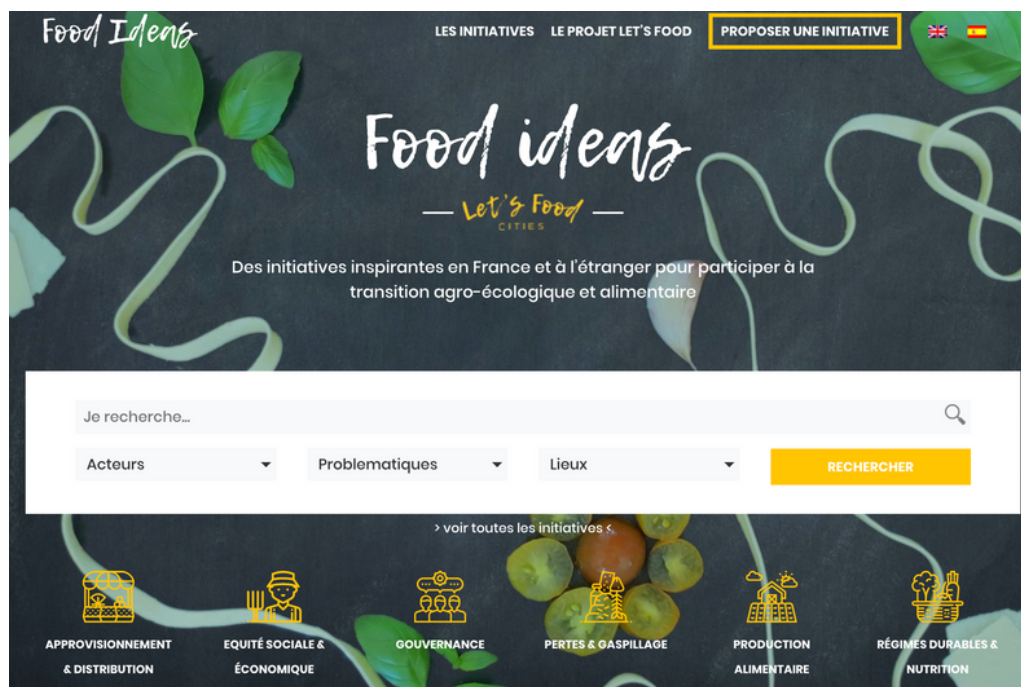 Food Ideas
LES INITIATIVES LE PROJET LET'S FOOD PROPOSER UNE INITIATIVE
Food ideas
Let's Food
CITIES
Des initiatives inspirantes en France et à l'étranger pour participer à la
transition agro-écologique et alimentaire
Je recherche...
Acteurs Problematiques Lieux RECHERCHER
> voir toutes les initiatives <
APPROVISIONNEMENT
& DISTRIBUTION
EQUITÉ SOCIALE &
ÉCONOMIQUE
GOUVERNANCE
PERTES & GASPILLAGE
PRODUCTION
ALIMENTAIRE
RÉGIMES DURABLES &
NUTRITION